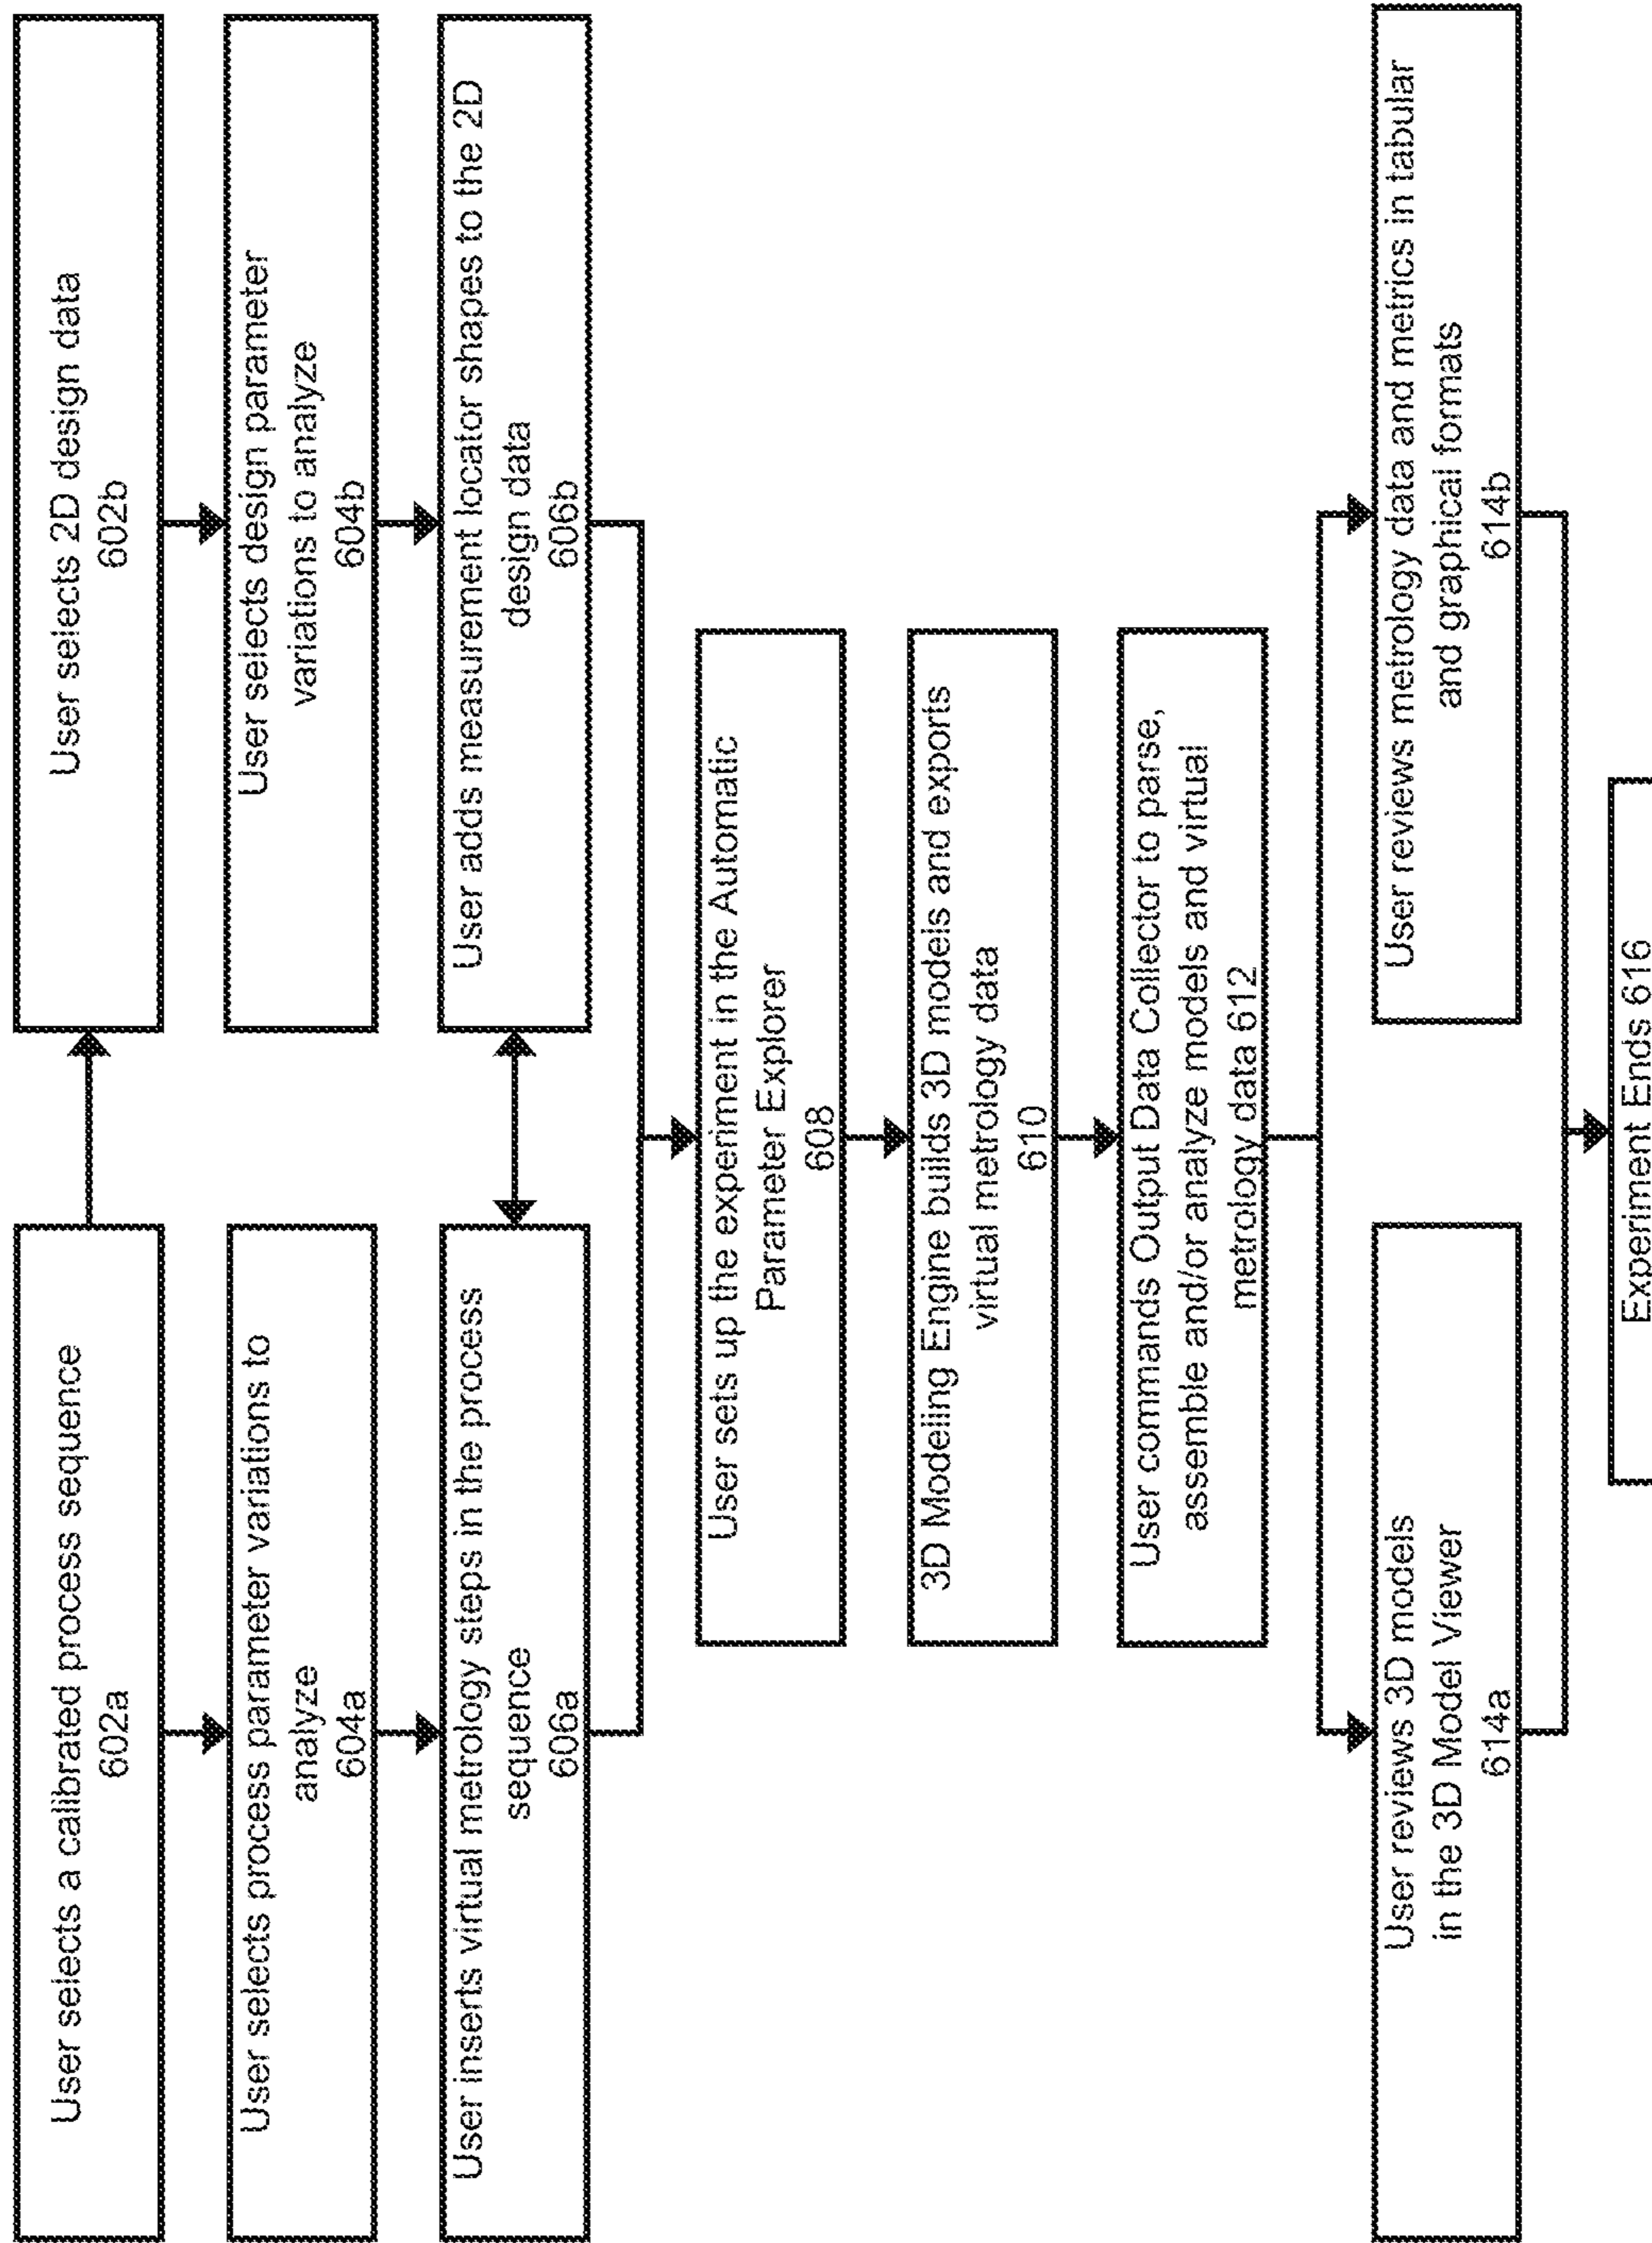 User selects a calibrated process sequence
602a
User selects 2D design data
602b
User selects process parameter variations to
analyze
604a
User selects design parameter
variations to analyze
604b
User inserts virtual metrology steps in the process
sequence
606a
User adds measurement locator shapes to the 2D
design data
606b
User sets up the experiment in the Automatic
Parameter Explorer
608
3D Modeling Engine builds 3D models and exports
virtual metrology data
610
User commands Output Data Collector to parse,
assemble and/or analyze models and virtual
metrology data 612
User reviews 3D models
in the 3D Model Viewer
614a
User reviews metrology data and metrics in tabular
and graphical formats
614b
Experiment Ends 616